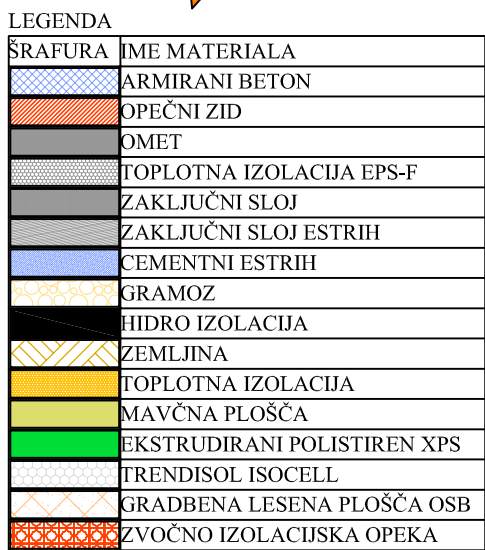 LEGENDA
ŠRAFURA IME MATERIALA
ARMIRANI BETON
OPEČNI ZID
OMET
TOPLOTNA IZOLACIJA EPS-F
ZAKLJUČNI SLOJ
ZAKLJUČNI SLOJ ESTRIH
CEMENTNI ESTRIH
GRAMOZ
HIDRO IZOLACIJA
ZEMLJINA
TOPLOTNA IZOLACIJA
MAVČNA PLOŠČA
EKSTRUDIRANI POLISTIREN XPS
TRENDISOL ISOCELL
GRADBENA LESENA PLOŠČA OSB
ZVOČNO IZOLACIJSKA OPEKA